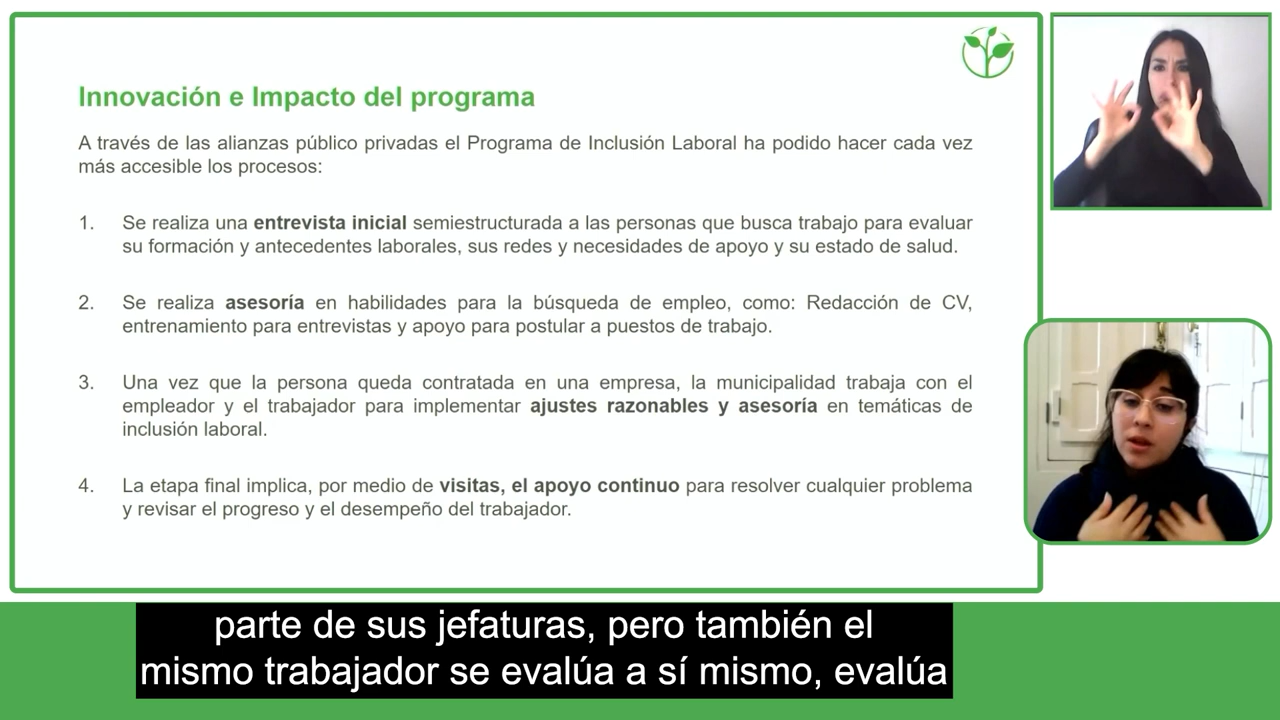 Innovación e Impacto del programa
A través de las alianzas público privadas el Programa de Inclusión Laboral ha podido hacer cada vez
más accesible los procesos:
1. Se realiza una entrevista inicial semiestructurada a las personas que busca trabajo para evaluar
su formación y antecedentes laborales, sus redes y necesidades de apoyo y su estado de salud.
2. Se realiza asesoría en habilidades para la búsqueda de empleo, como: Redacción de CV,
entrenamiento para entrevistas y apoyo para postular a puestos de trabajo.
3. Una vez que la persona queda contratada en una empresa, la municipalidad trabaja con el
empleador y el trabajador para implementar ajustes razonables y asesoría en temáticas de
inclusión laboral.
4. La etapa final implica, por medio de visitas, el apoyo continuo para resolver cualquier problema
y revisar el progreso y el desempeño del trabajador.
parte de sus jefaturas, pero también el
mismo trabajador se evalúa a sí mismo, evalúa